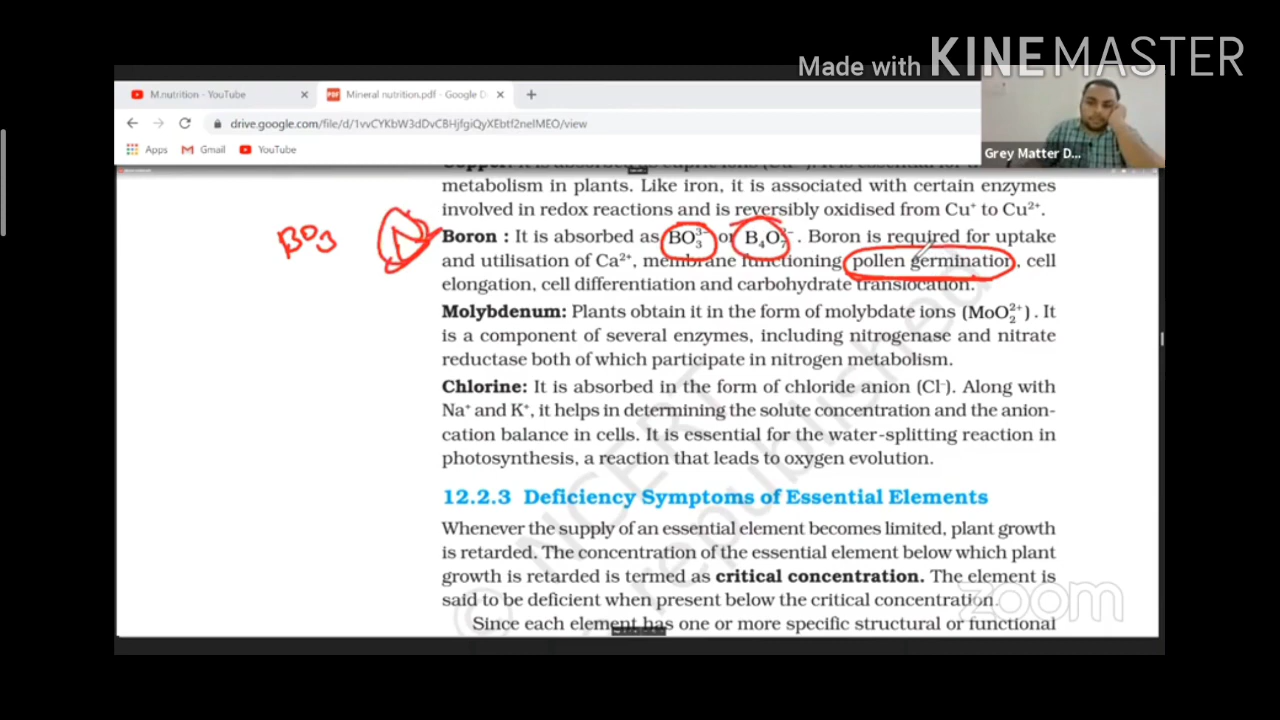 Made with KINEMASTER
M.nutrition - YouTube
Mineral nutrition.pdf - Google D
drive.google.com/file/d/1vvCYKbW3dDvCBHjfgiQyXEbtf2nelMEO/view
Apps Gmail YouTube
Grey Matter D...
metabolism in plants. Like iron, it is associated with certain enzymes
involved in redox reactions and is reversibly oxidised from Cu⁺ to Cu²⁺.
BO3 N
Boron : It is absorbed as BO₃³⁻ or B₄O₇²⁻. Boron is required for uptake
and utilisation of Ca²⁺, membrane functioning, pollen germination, cell
elongation, cell differentiation and carbohydrate translocation.
Molybdenum: Plants obtain it in the form of molybdate ions (MoO₂²⁺). It
is a component of several enzymes, including nitrogenase and nitrate
reductase both of which participate in nitrogen metabolism.
Chlorine: It is absorbed in the form of chloride anion (Cl⁻). Along with
Na⁺ and K⁺, it helps in determining the solute concentration and the anion-
cation balance in cells. It is essential for the water-splitting reaction in
photosynthesis, a reaction that leads to oxygen evolution.
12.2.3 Deficiency Symptoms of Essential Elements
Whenever the supply of an essential element becomes limited, plant growth
is retarded. The concentration of the essential element below which plant
growth is retarded is termed as critical concentration. The element is
said to be deficient when present below the critical concentration.
Since each element has one or more specific structural or functional
© NCERT
republished
zoom